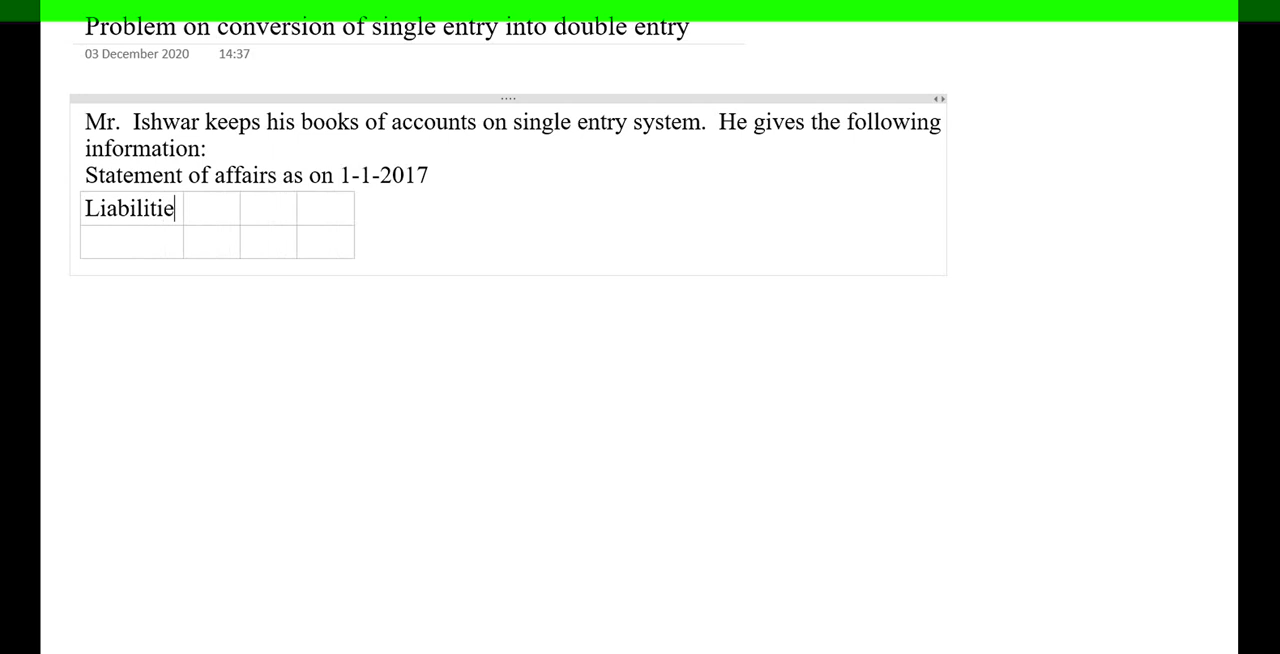 Problem on conversion of single entry into double entry
03 December 2020 14:37
Mr. Ishwar keeps his books of accounts on single entry system. He gives the following
information:
Statement of affairs as on 1-1-2017
Liabilitie